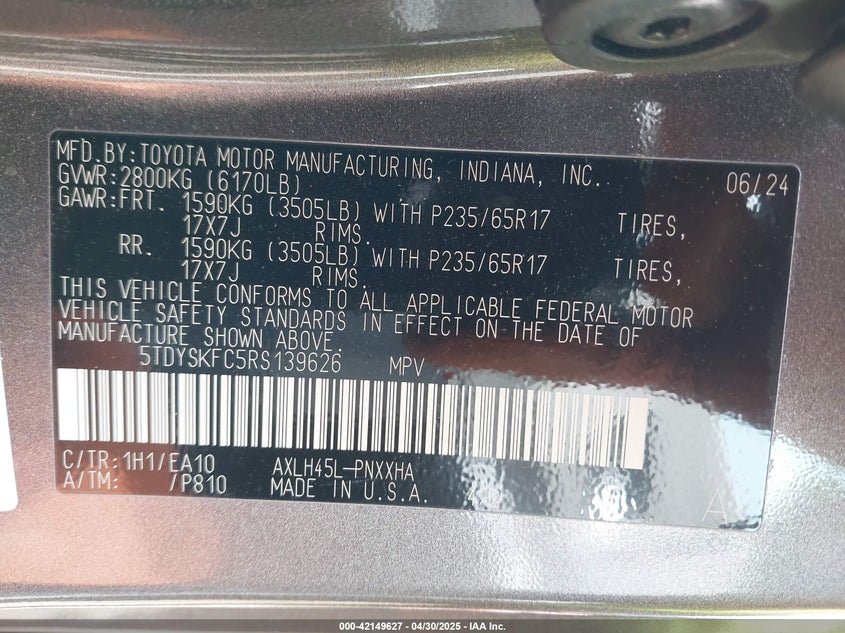 MFD.BY:TOYOTA MOTOR MANUFACTURING, INDIANA, INC. 06/24
GVWR:2800KG (6170LB)
GAWR:FRT. 1590KG (3505LB) WITH P235/65R17 TIRES,
17X7J RIMS.
RR. 1590KG (3505LB) WITH P235/65R17 TIRES,
17X7J RIMS.
THIS VEHICLE CONFORMS TO ALL APPLICABLE FEDERAL MOTOR
VEHICLE SAFETY STANDARDS IN EFFECT ON THE DATE OF
MANUFACTURE SHOWN ABOVE.
5TDYSKFC5RS139626 MPV
C/TR:1H1/EA10 AXLH45L-PNXXHA
A/TM: /P810 MADE IN U.S.A. A
000-42149627 - 04/30/2025 - IAA Inc.